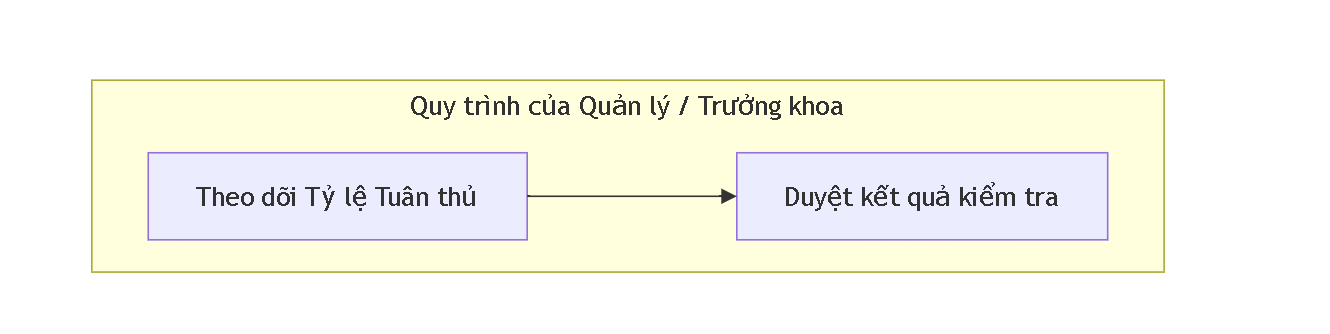 Quy trình của Quản lý / Trưởng khoa
Theo dõi Tỷ lệ Tuân thủ
Duyệt kết quả kiểm tra